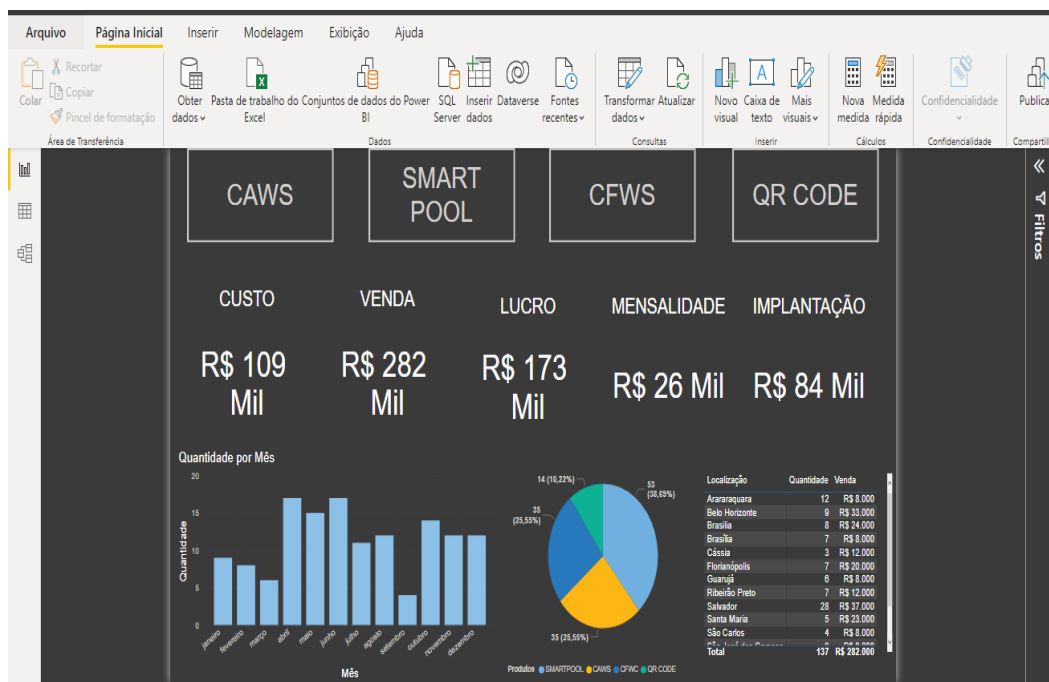 Arquivo Página Inicial Inserir Modelagem Exibição Ajuda
Colar
Recortar
Copiar
Pincel de formatação
Área de Transferência
Obter dados
Pasta de trabalho do Excel
Conjuntos de dados do Power BI
SQL Server
Inserir dados
Dataverse
Fontes recentes
Dados
Transformar dados
Atualizar
Consultas
Novo visual
Caixa de texto
Mais visuais
Inserir
Nova medida
Medida rápida
Cálculos
Confidencialidade
Confidencialidade
Publica
Compartil
Filtros
CAWS
SMART
POOL
CFWS
QR CODE
CUSTO
R$ 109
Mil
VENDA
R$ 282
Mil
LUCRO
R$ 173
Mil
MENSALIDADE
R$ 26 Mil
IMPLANTAÇÃO
R$ 84 Mil
Quantidade por Mês
Quantidade
20
15
10
5
0
janeiro fevereiro março abril maio junho julho agosto setembro outubro novembro dezembro
Mês
14 (10,22%)
53
(38,69%)
35
(25,55%)
35 (25,55%)
Produtos SMARTPOOL CAWS CFWC QR CODE
Localização Quantidade Venda
Arararaquara 12 R$ 8.000
Belo Horizonte 9 R$ 33.000
Brasilia 8 R$ 24.000
Brasília 7 R$ 8.000
Cássia 3 R$ 12.000
Florianópolis 7 R$ 20.000
Guarujá 6 R$ 8.000
Ribeirão Preto 7 R$ 12.000
Salvador 28 R$ 37.000
Santa Maria 5 R$ 23.000
São Carlos 4 R$ 8.000
Total 137 R$ 282.000